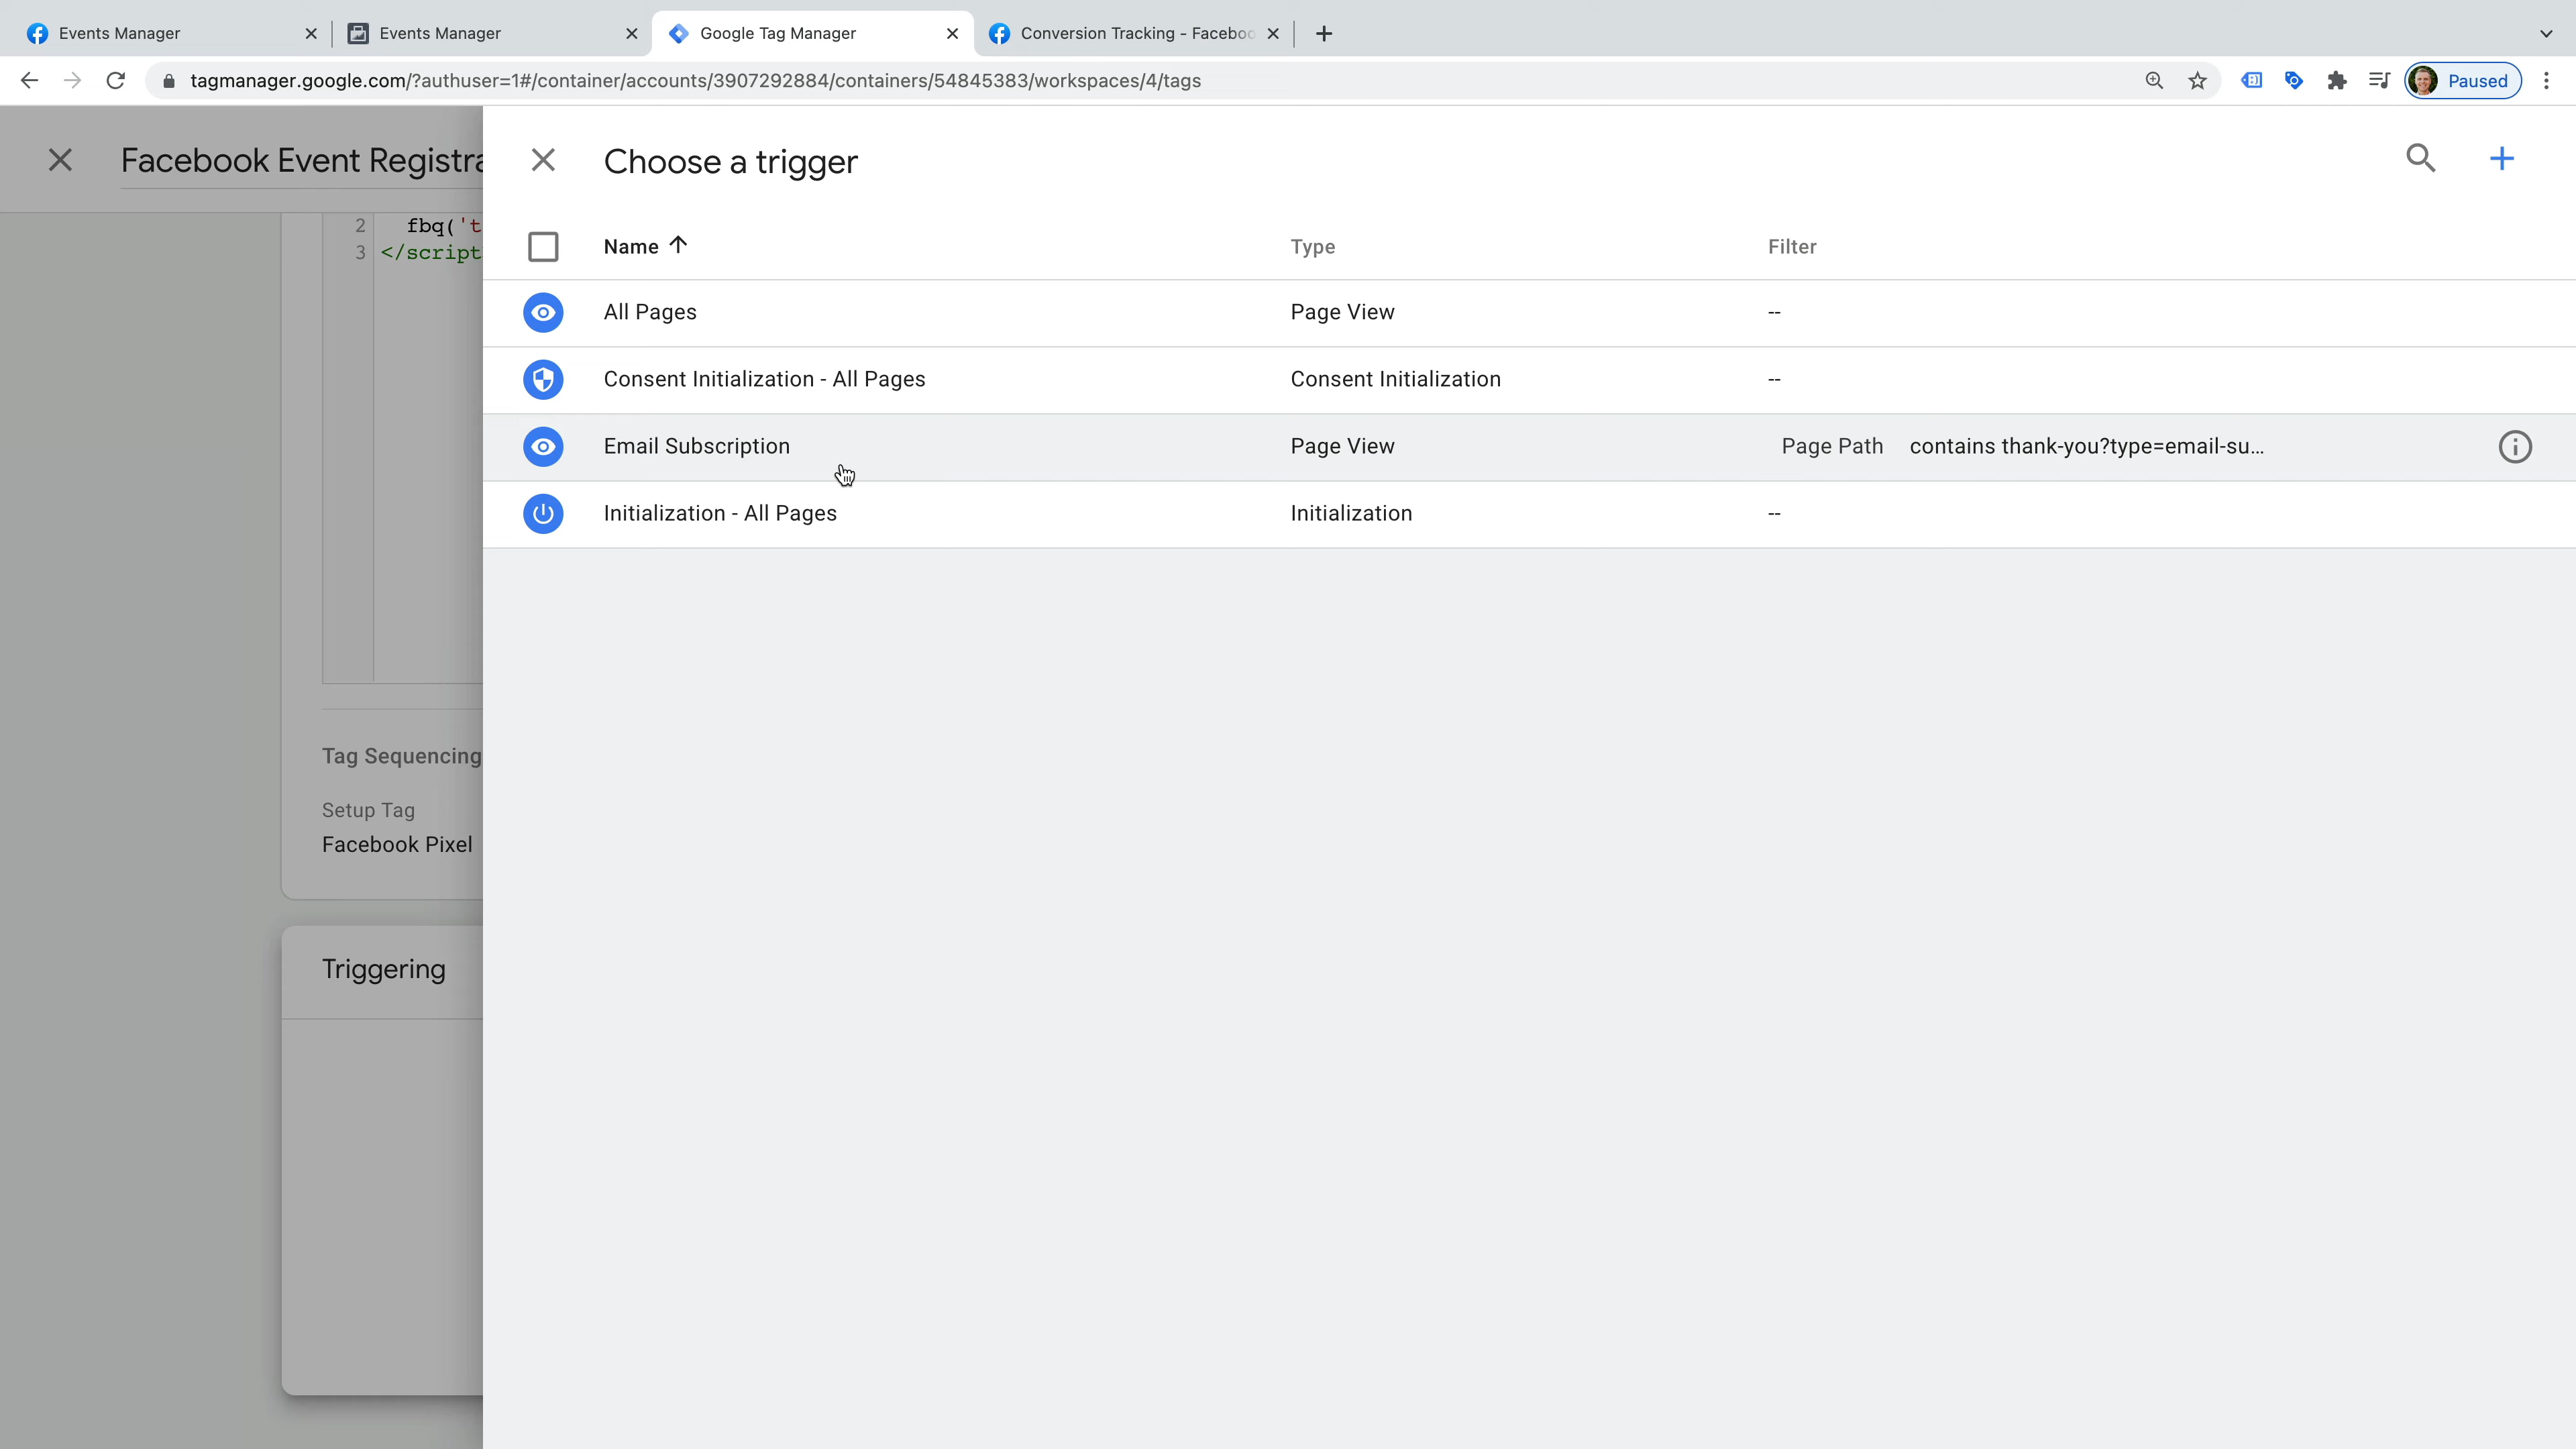 Events Manager
Events Manager
Google Tag Manager
Conversion Tracking - Faceboo
tagmanager.google.com/?authuser=1#/container/accounts/3907292884/containers/54845383/workspaces/4/tags
Paused
Facebook Event Registra
Choose a trigger
2 fbq('t
3 </script
Name Type Filter
All Pages Page View --
Consent Initialization - All Pages Consent Initialization --
Email Subscription Page View Page Path contains thank-you?type=email-su...
Initialization - All Pages Initialization --
Tag Sequencing
Setup Tag
Facebook Pixel
Triggering